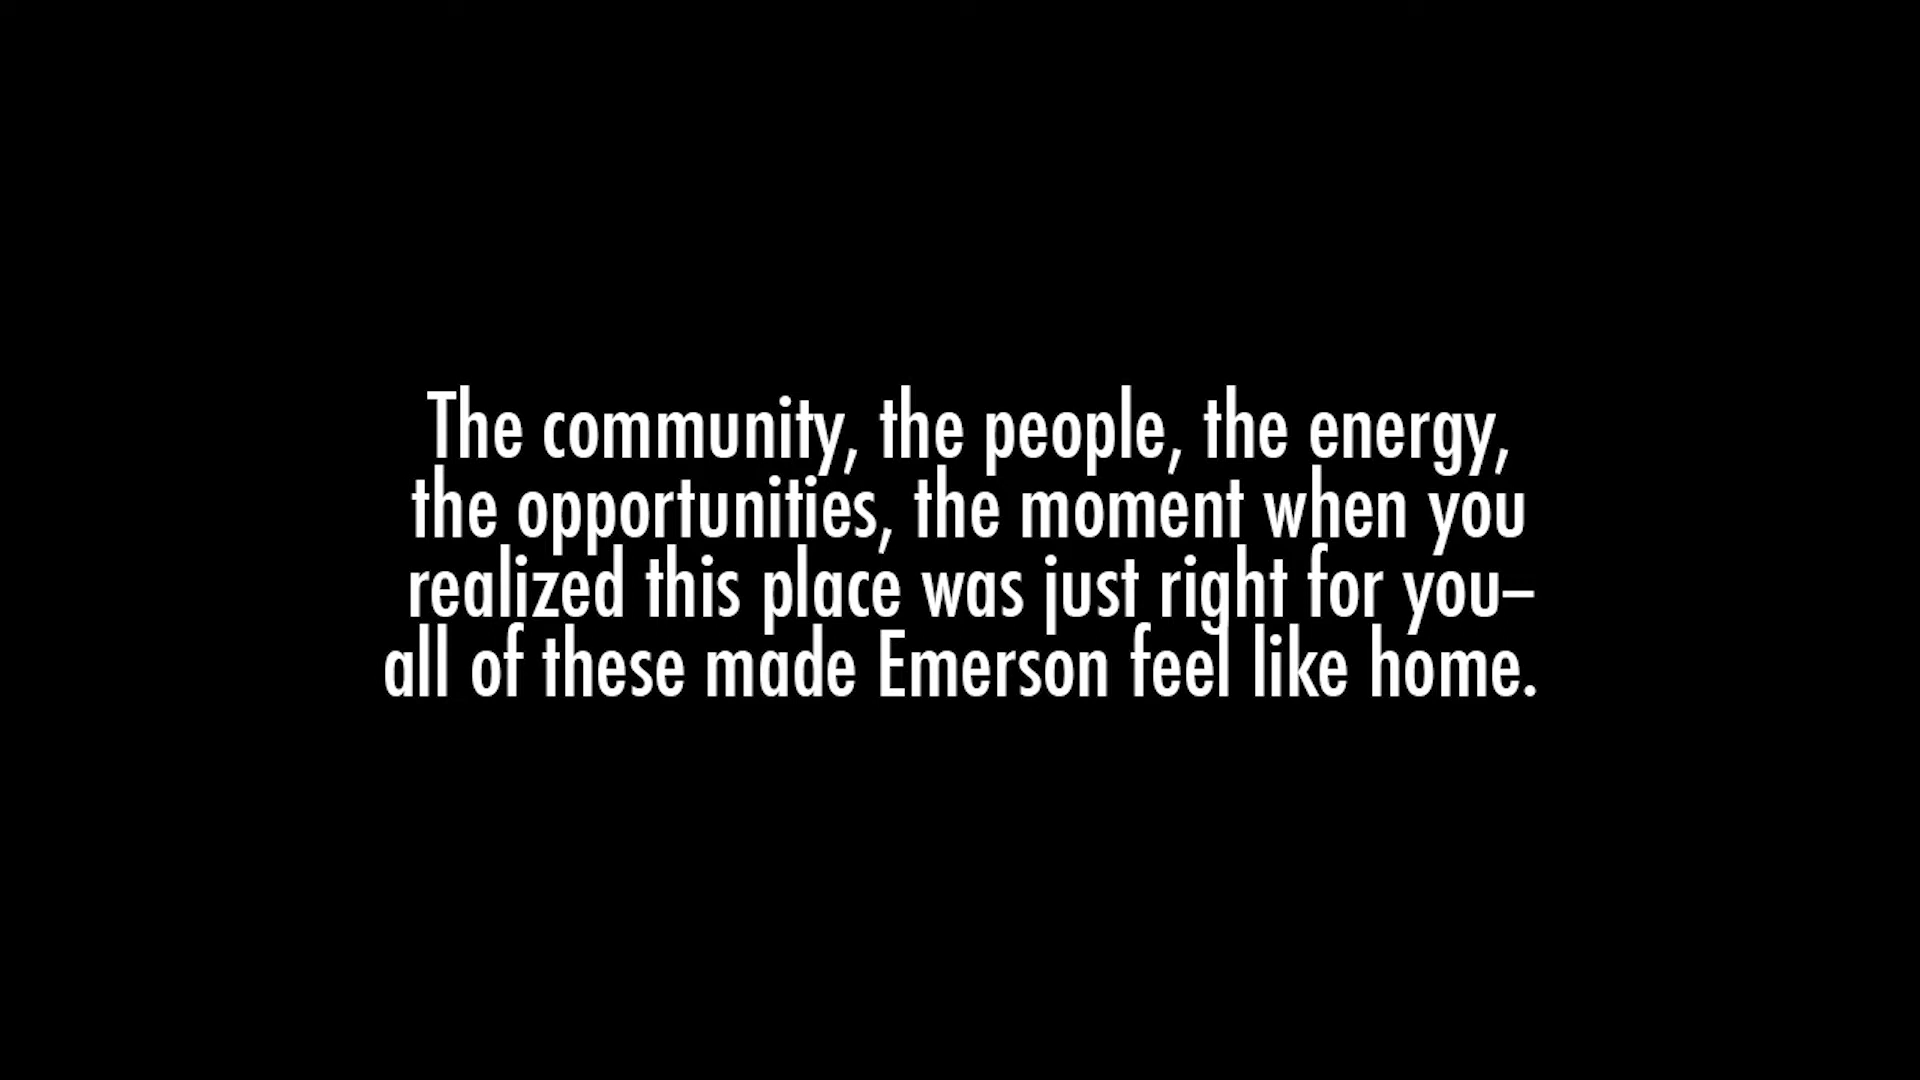 The community, the people, the energy,
the opportunities, the moment when you
realized this place was just right for you–
all of these made Emerson feel like home.